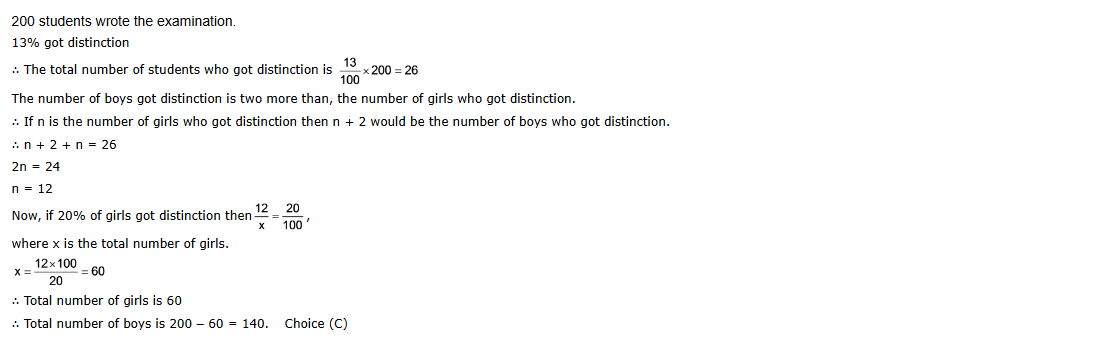 200 students wrote the examination.
13% got distinction
∴ The total number of students who got distinction is 13/100 × 200 = 26
The number of boys got distinction is two more than, the number of girls who got distinction.
∴ If n is the number of girls who got distinction then n + 2 would be the number of boys who got distinction.
∴ n + 2 + n = 26
2n = 24
n = 12
Now, if 20% of girls got distinction then 12/x = 20/100 ,
where x is the total number of girls.
x = 12×100/20 = 60
∴ Total number of girls is 60
∴ Total number of boys is 200 – 60 = 140. Choice (C)